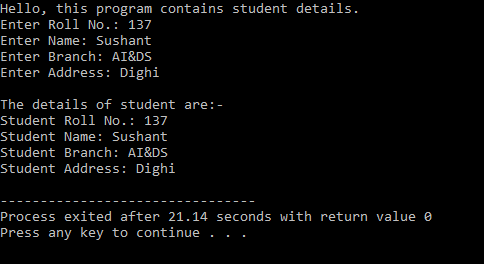 Hello, this program contains student details.
Enter Roll No.: 137
Enter Name: Sushant
Enter Branch: AI&DS
Enter Address: Dighi
The details of student are:-
Student Roll No.: 137
Student Name: Sushant
Student Branch: AI&DS
Student Address: Dighi
--------------------------------
Process exited after 21.14 seconds with return value 0
Press any key to continue . . .